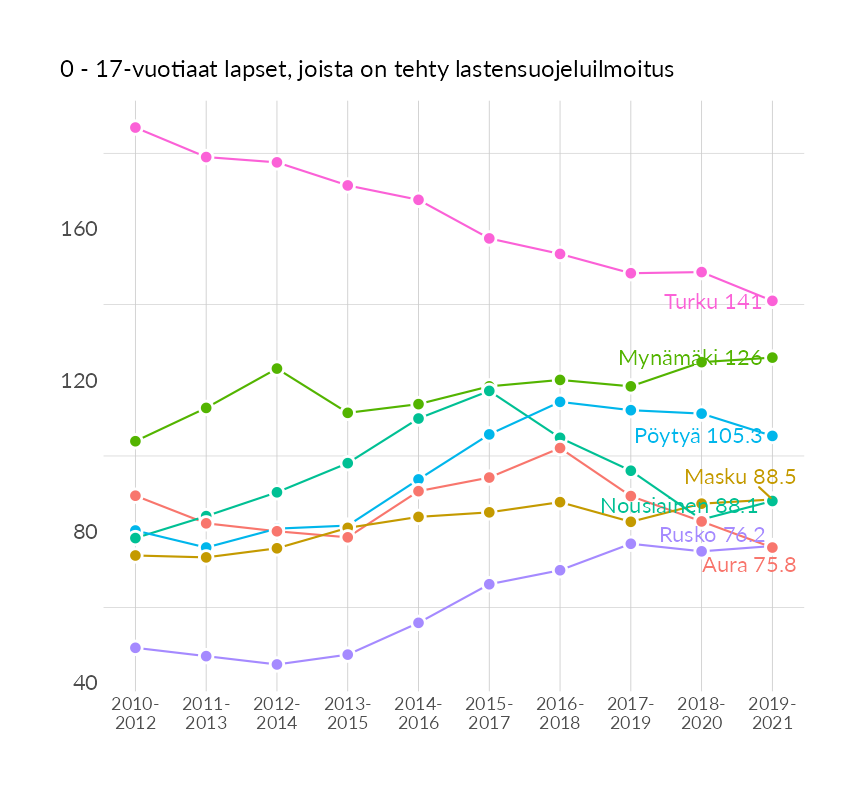 0 - 17-vuotiaat lapset, joista on tehty lastensuojeluilmoitus
160
120
80
40
Turku 141
Mynämäki 126
Pöytyä 105.3
Masku 88.5
Nousiainen 88.1
Rusko 76.2
Aura 75.8
2010- 2011- 2012- 2013- 2014- 2015- 2016- 2017- 2018- 2019-
2012 2013 2014 2015 2016 2017 2018 2019 2020 2021